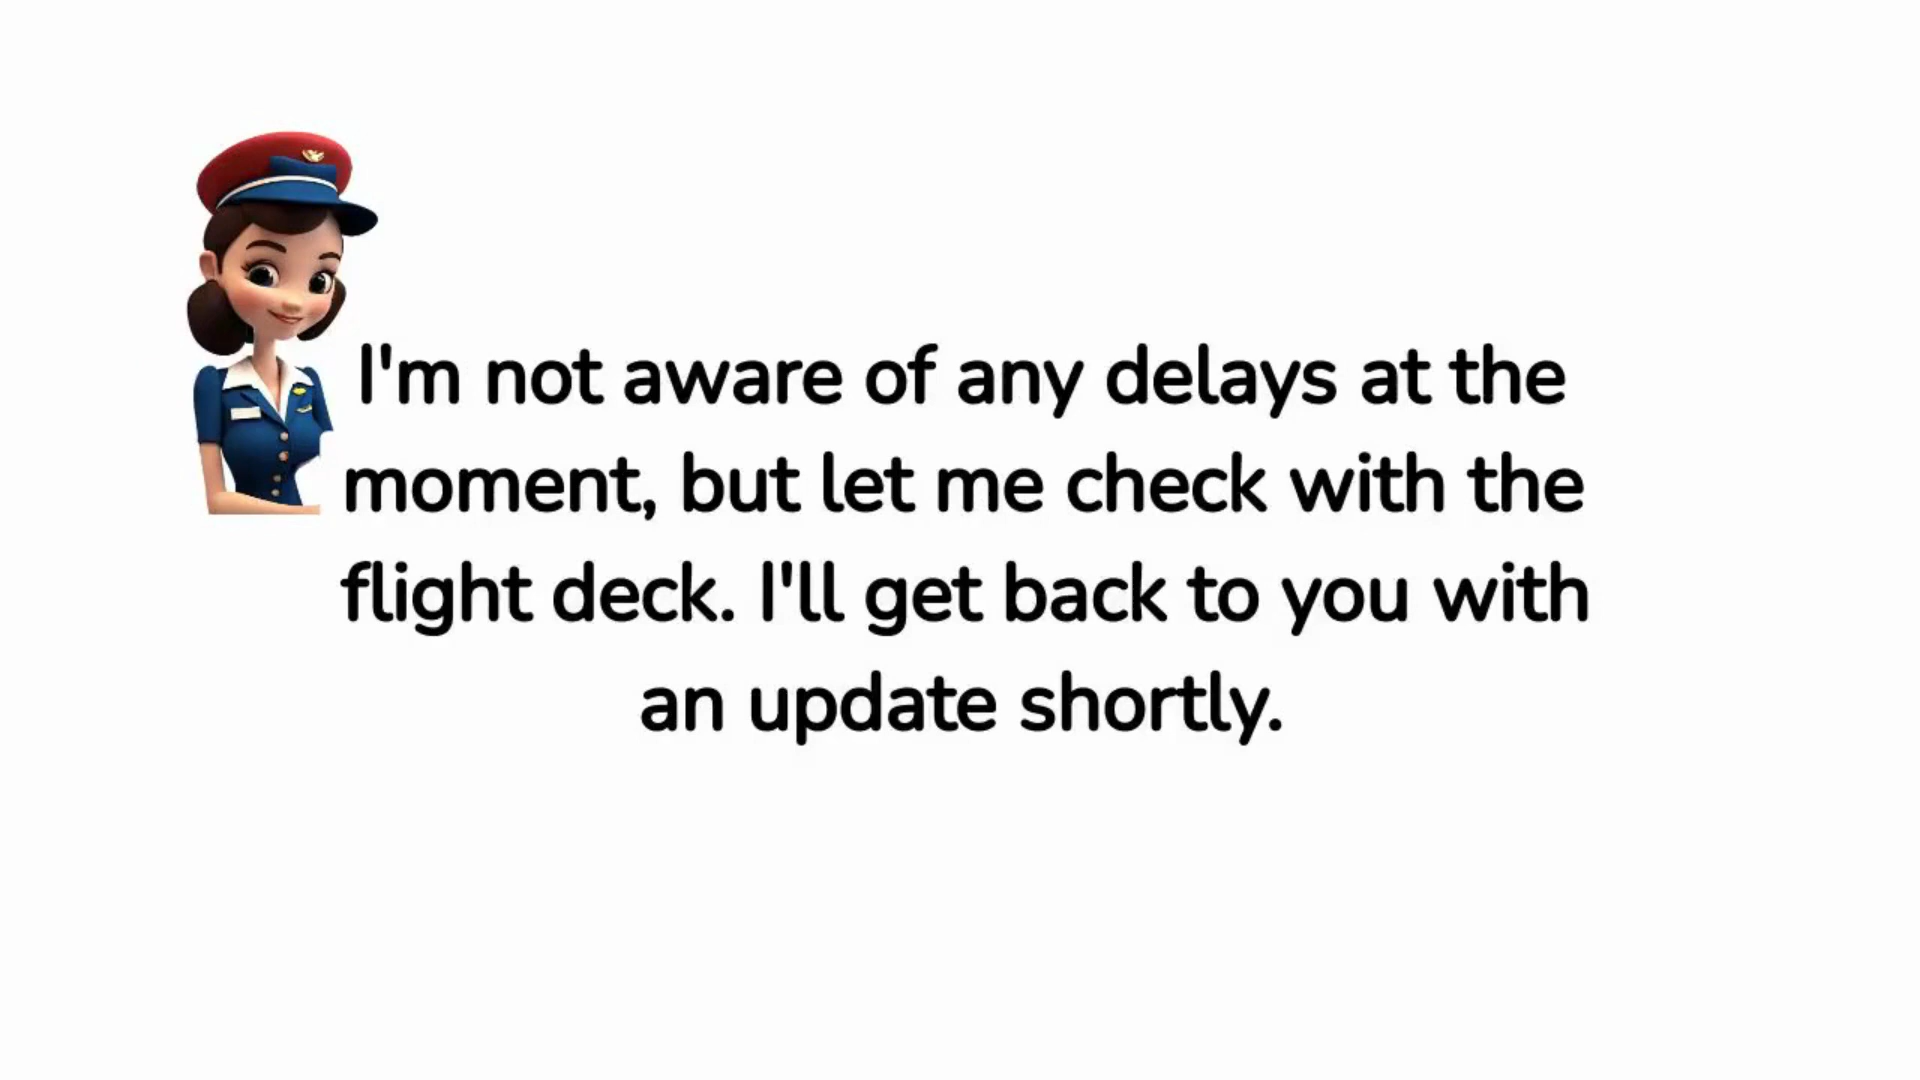 I'm not aware of any delays at the
moment, but let me check with the
flight deck. I'll get back to you with
an update shortly.